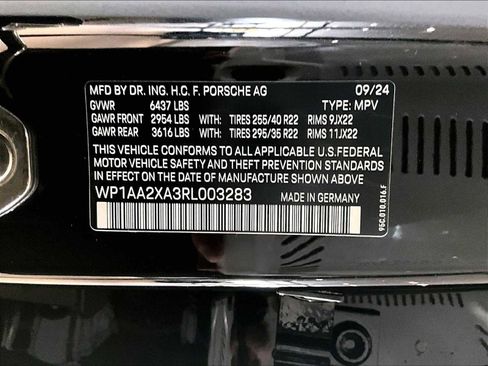 MFD BY DR. ING. H.C. F. PORSCHE AG 09/24
GVWR 6437 LBS TYPE: MPV
GAWR FRONT 2954 LBS WITH: TIRES 255/40 R22 RIMS 9JX22
GAWR REAR 3616 LBS WITH: TIRES 295/35 R22 RIMS 11JX22
THIS VEHICLE CONFORMS TO ALL APPLICABLE U.S. FEDERAL
MOTOR VEHICLE SAFETY AND THEFT PREVENTION STANDARDS
IN EFFECT ON THE DATE OF MANUFACTURE SHOWN ABOVE.
WP1AA2XA3RL003283 MADE IN GERMANY
95C.010.016.F